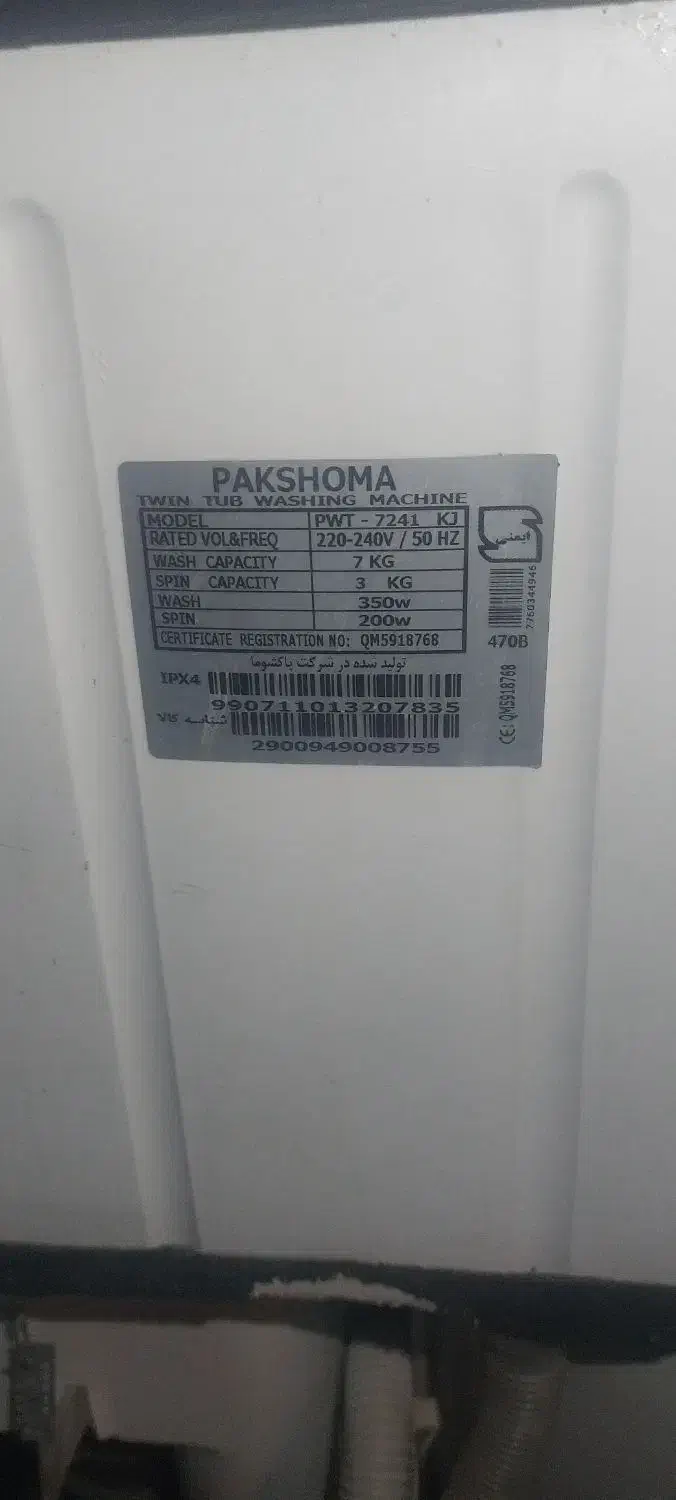 PAKSHOMA
TWIN TUB WASHING MACHINE
MODEL PWT - 7241 KJ
RATED VOL&FREQ 220-240V / 50 HZ
WASH CAPACITY 7 KG
SPIN CAPACITY 3 KG
WASH 350w
SPIN 200w
CERTIFICATE REGISTRATION NO: QM5918768
تولید شده در شرکت پاکشوما
IPX4
990711013207835
شناسه کالا
2900949008755
ایمنی
7760344946
470B
CE: QM5918768